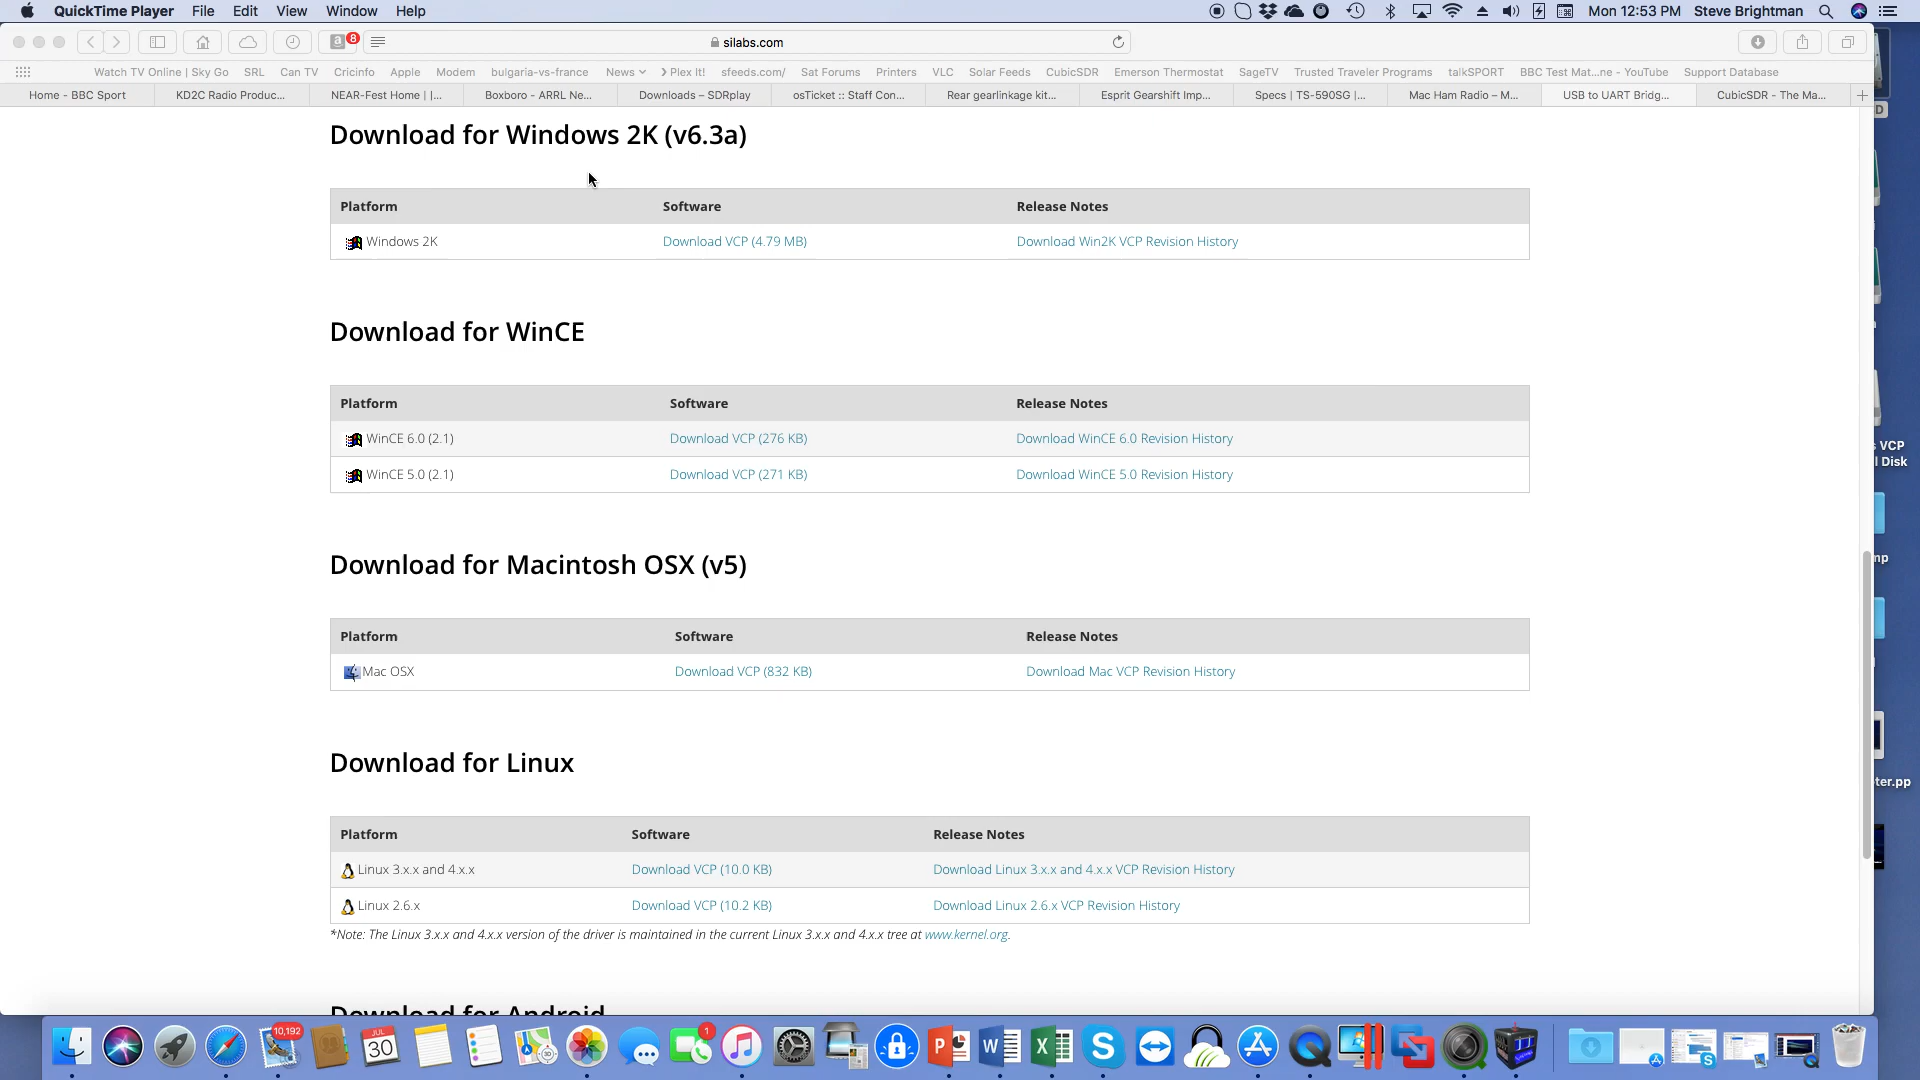 QuickTime Player File Edit View Window Help Mon 12:53 PM Steve Brightman
a 8 silabs.com
Watch TV Online | Sky Go SRL Can TV Cricinfo Apple Modem bulgaria-vs-france News Plex It! sfeeds.com/ Sat Forums Printers VLC Solar Feeds CubicSDR Emerson Thermostat SageTV Trusted Traveler Programs talkSPORT BBC Test Mat...ne - YouTube Support Database
Home - BBC Sport KD2C Radio Produc... NEAR-Fest Home | |... Boxboro - ARRL Ne... Downloads – SDRplay osTicket :: Staff Con... Rear gearlinkage kit... Esprit Gearshift Imp... Specs | TS-590SG |... Mac Ham Radio – M... USB to UART Bridg... CubicSDR - The Ma...
D
Download for Windows 2K (v6.3a)
Platform Software Release Notes
Windows 2K Download VCP (4.79 MB) Download Win2K VCP Revision History
Download for WinCE
Platform Software Release Notes
WinCE 6.0 (2.1) Download VCP (276 KB) Download WinCE 6.0 Revision History
s VCP
l Disk
WinCE 5.0 (2.1) Download VCP (271 KB) Download WinCE 5.0 Revision History
mp
Download for Macintosh OSX (v5)
Platform Software Release Notes
Mac OSX Download VCP (832 KB) Download Mac VCP Revision History
Download for Linux
ter.pp
Platform Software Release Notes
Linux 3.x.x and 4.x.x Download VCP (10.0 KB) Download Linux 3.x.x and 4.x.x VCP Revision History
Linux 2.6.x Download VCP (10.2 KB) Download Linux 2.6.x VCP Revision History
*Note: The Linux 3.x.x and 4.x.x version of the driver is maintained in the current Linux 3.x.x and 4.x.x tree at www.kernel.org.
Download for Android
10,192 JUL 30 1 P W X S